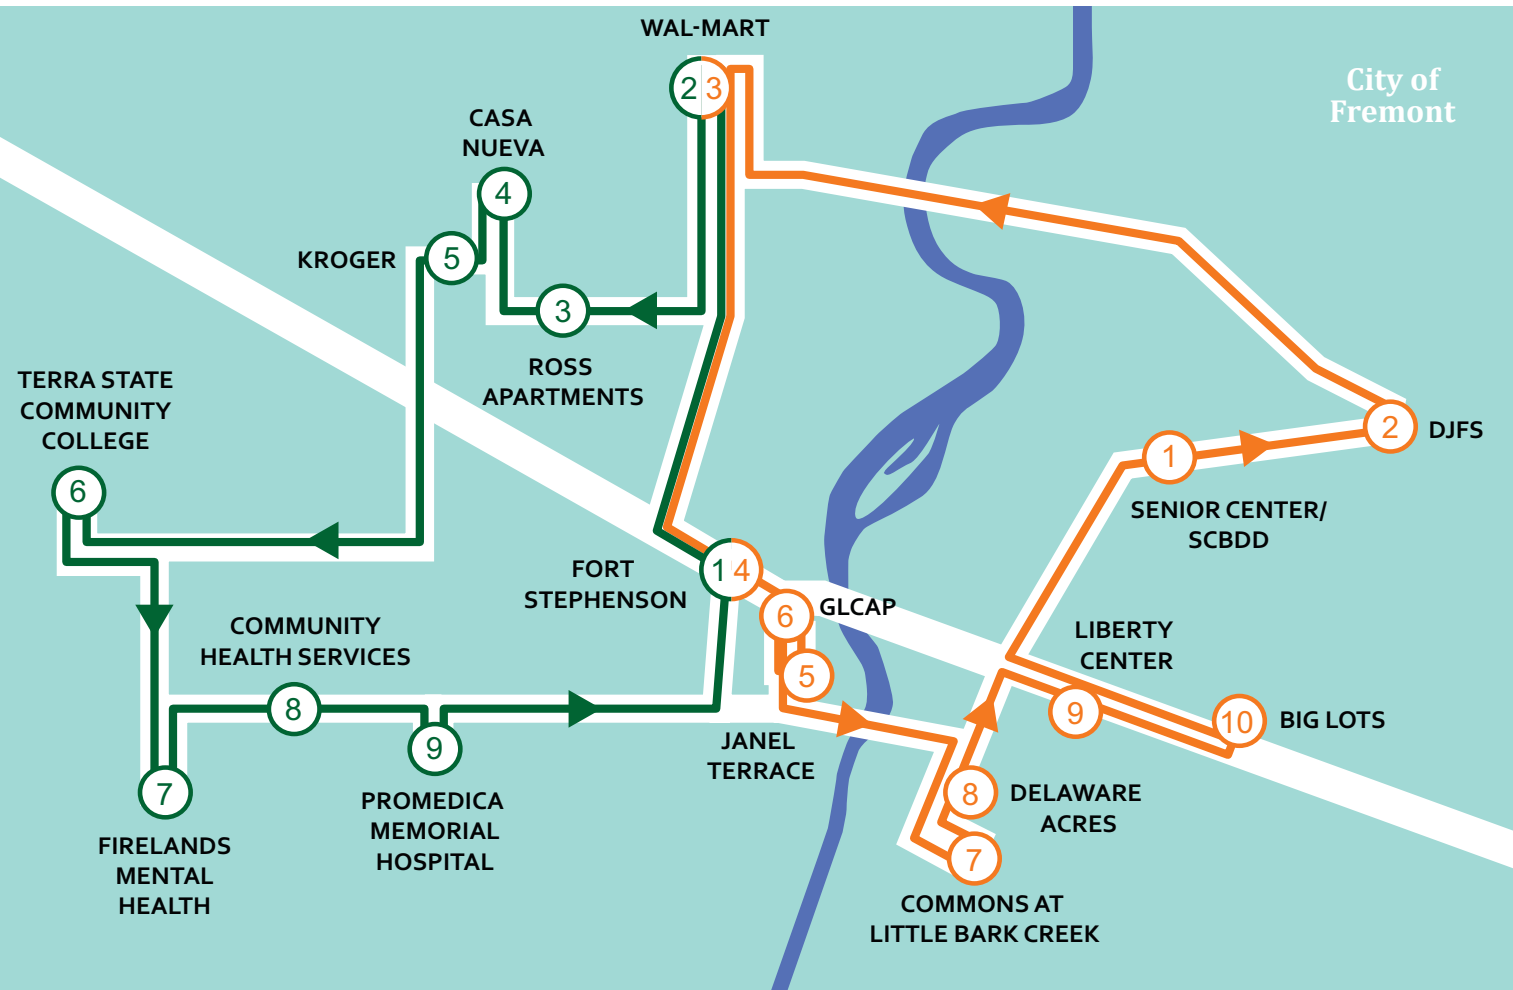 WAL-MART
City of
Fremont
2 3
CASA
NUEVA
4
KROGER
5
3
ROSS
APARTMENTS
TERRA STATE
COMMUNITY
COLLEGE
6
2
DJFS
1
SENIOR CENTER/
SCBDD
FORT
STEPHENSON
1 4
6
GLCAP
5
COMMUNITY
HEALTH SERVICES
8
LIBERTY
CENTER
9
10
BIG LOTS
9
JANEL
TERRACE
7
8
DELAWARE
ACRES
PROMEDICA
MEMORIAL
HOSPITAL
FIRELANDS
MENTAL
HEALTH
7
COMMONS AT
LITTLE BARK CREEK